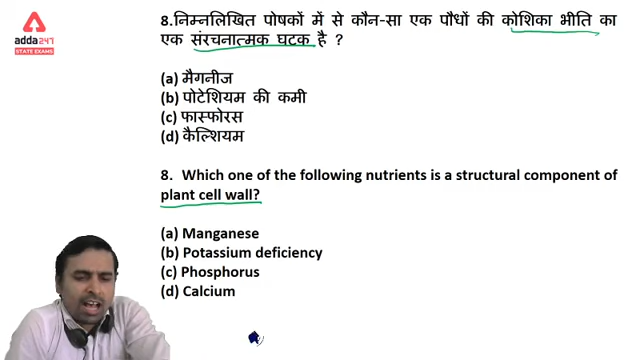 adda247
STATE EXAMS
8. निम्नलिखित पोषकों में से कौन-सा एक पौधों की कोशिका भीति का
एक संरचनात्मक घटक है ?
(a) मैगनीज
(b) पोटेशियम की कमी
(c) फास्फोरस
(d) कैल्शियम
8. Which one of the following nutrients is a structural component of
plant cell wall?
(a) Manganese
(b) Potassium deficiency
(c) Phosphorus
(d) Calcium